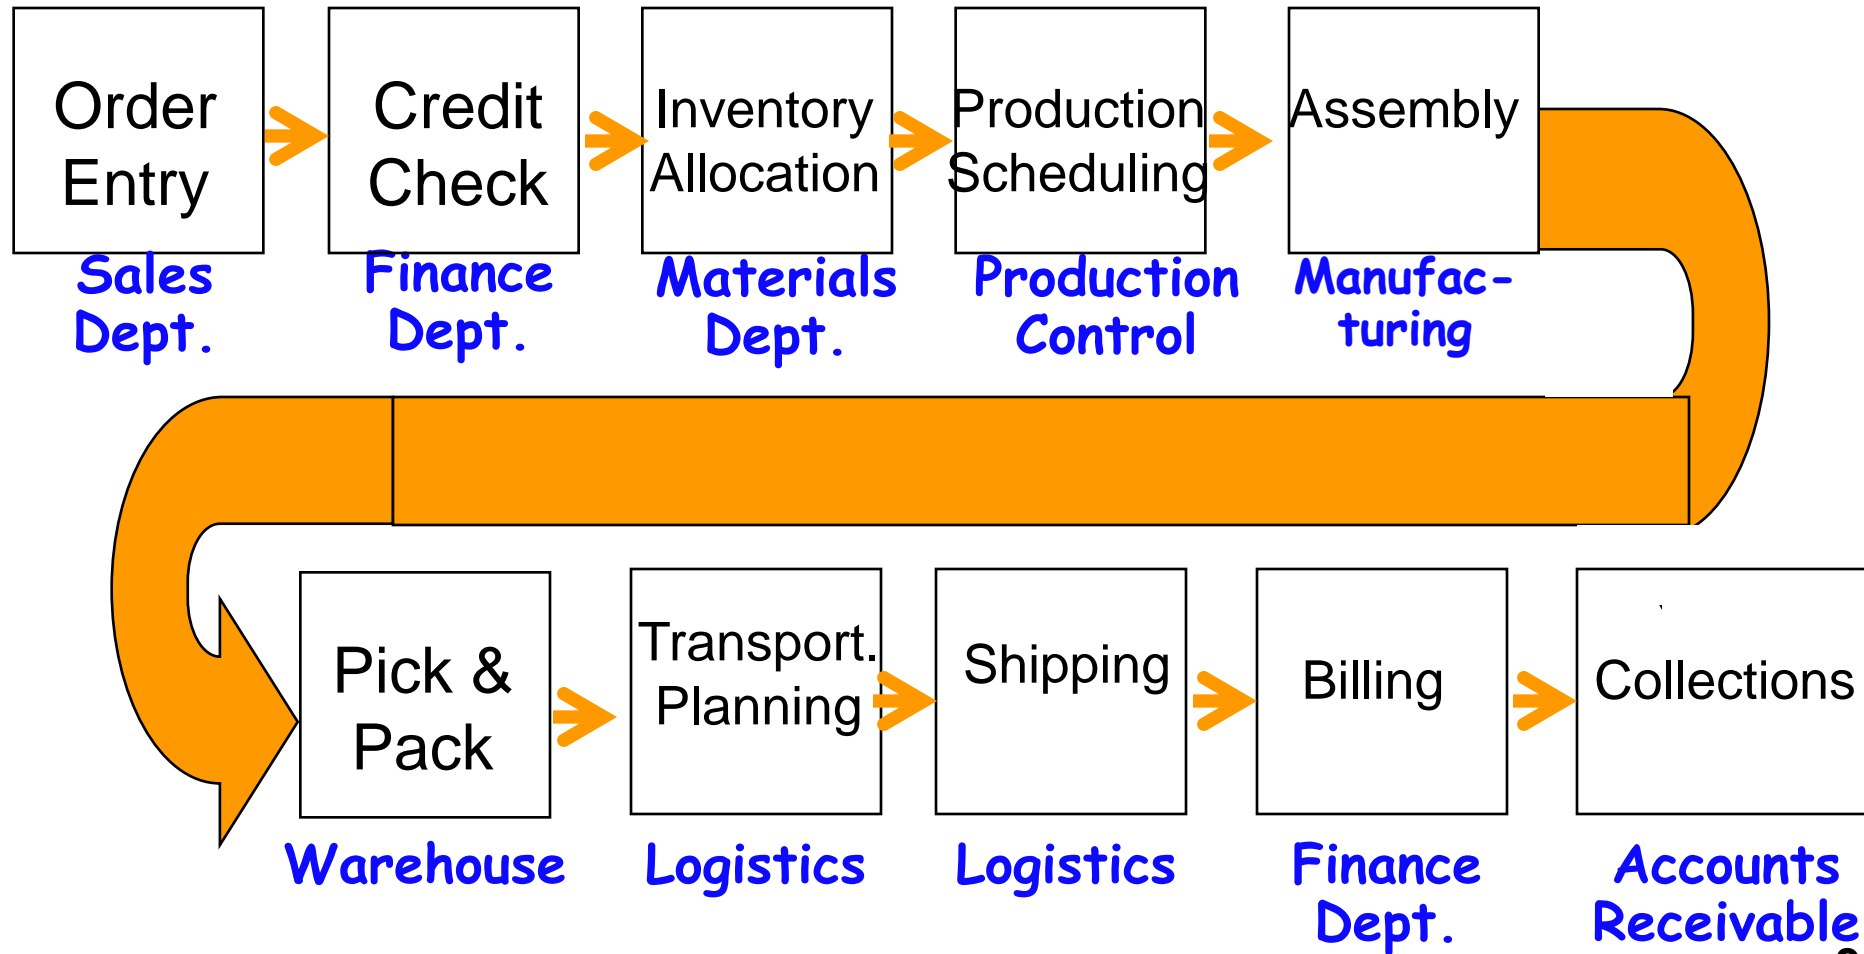 Order
Entry
Credit
Check
Inventory
Allocation
Production
Scheduling
Assembly
Sales
Dept.
Finance
Dept.
Materials
Dept.
Production
Control
Manufac-
turing
Pick &
Pack
Transport.
Planning
Shipping
Billing
Collections
Warehouse
Logistics
Logistics
Finance
Dept.
Accounts
Receivable